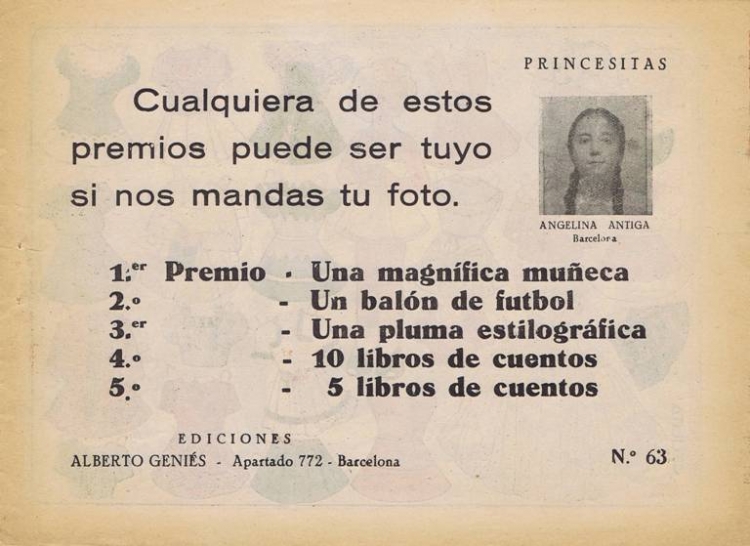 PRINCESITAS
Cualquiera de estos
premios puede ser tuyo
si nos mandas tu foto.
ANGELINA ANTIGA
Barcelona
1.er Premio - Una magnífica muñeca
2.º - Un balón de futbol
3.er - Una pluma estilográfica
4.º - 10 libros de cuentos
5.º - 5 libros de cuentos
EDICIONES
ALBERTO GENIÉS - Apartado 772 - Barcelona
N.º 63